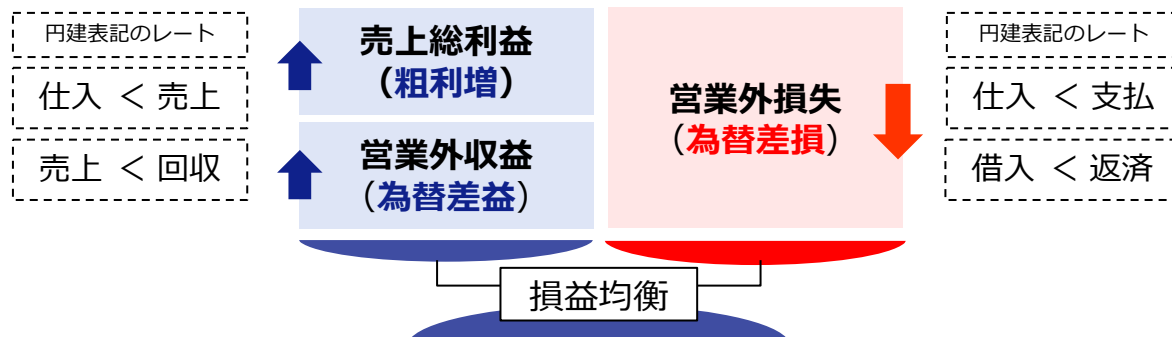 円建表記のレート
仕入 < 売上
売上 < 回収
売上総利益
(粗利増)
営業外収益
(為替差益)
営業外損失
(為替差損)
円建表記のレート
仕入 < 支払
借入 < 返済
損益均衡